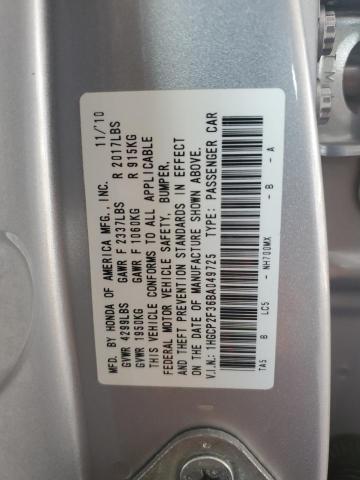 MFD. BY HONDA OF AMERICA MFG., INC. 11/'10
GVWR 4299LBS GAWR F 2337LBS R 2017LBS
GVWR 1950KG GAWR F 1060KG R 915KG
THIS VEHICLE CONFORMS TO ALL APPLICABLE
FEDERAL MOTOR VEHICLE SAFETY, BUMPER,
AND THEFT PREVENTION STANDARDS IN EFFECT
ON THE DATE OF MANUFACTURE SHOWN ABOVE.
V.I.N.: 1HGCP2F36BA049725 TYPE: PASSENGER CAR
TA5 B LC5 - NH700MX - B - A